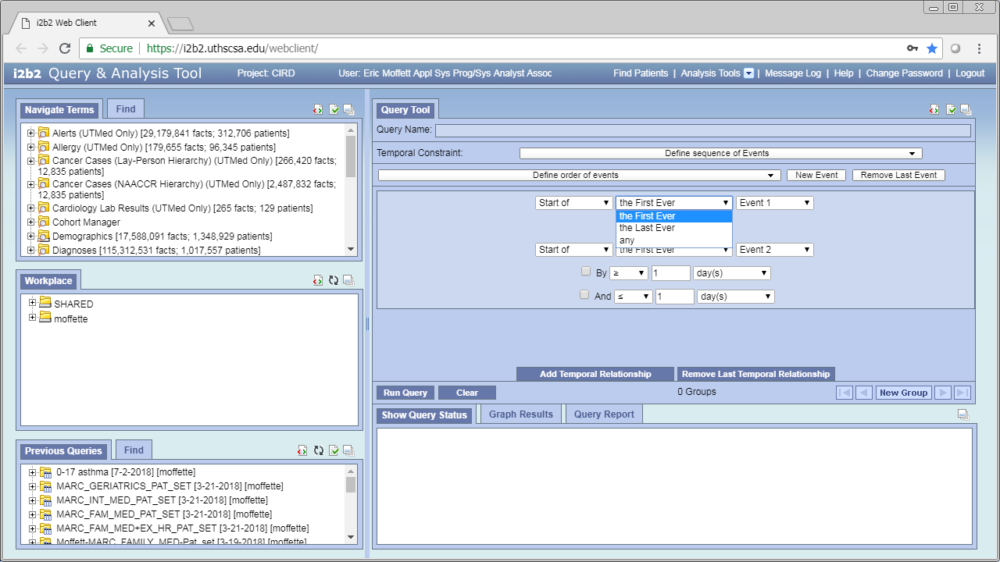 i2b2 Web Client
Secure https://i2b2.uthscsa.edu/webclient/
i2b2 Query & Analysis Tool Project: CIRD User: Eric Moffett Appl Sys Prog/Sys Analyst Assoc Find Patients | Analysis Tools | Message Log | Help | Change Password | Logout
Navigate Terms Find
Alerts (UTMed Only) [29,179,841 facts; 312,706 patients]
Allergy (UTMed Only) [179,655 facts; 96,345 patients]
Cancer Cases (Lay-Person Hierarchy) (UTMed Only) [266,420 facts;
12,835 patients]
Cancer Cases (NAACCR Hierarchy) (UTMed Only) [2,487,832 facts;
12,835 patients]
Cardiology Lab Results (UTMed Only) [265 facts; 129 patients]
Cohort Manager
Demographics [17,588,091 facts; 1,348,929 patients]
Diagnoses [115,312,531 facts; 1,017,557 patients]
Workplace
SHARED
moffette
Previous Queries Find
0-17 asthma [7-2-2018] [moffette]
MARC_GERIATRICS_PAT_SET [3-21-2018] [moffette]
MARC_INT_MED_PAT_SET [3-21-2018] [moffette]
MARC_FAM_MED_PAT_SET [3-21-2018] [moffette]
MARC_FAM_MED+EX_HR_PAT_SET [3-21-2018] [moffette]
Moffett-MARC_FAMILY_MED-Pat_set [3-19-2018] [moffette]
Query Tool
Query Name:
Temporal Constraint: Define sequence of Events
Define order of events New Event Remove Last Event
Start of the First Ever Event 1
the First Ever
the Last Ever
any
Start of the First Ever Event 2
By ≥ 1 day(s)
And ≤ 1 day(s)
Add Temporal Relationship Remove Last Temporal Relationship
Run Query Clear 0 Groups New Group
Show Query Status Graph Results Query Report